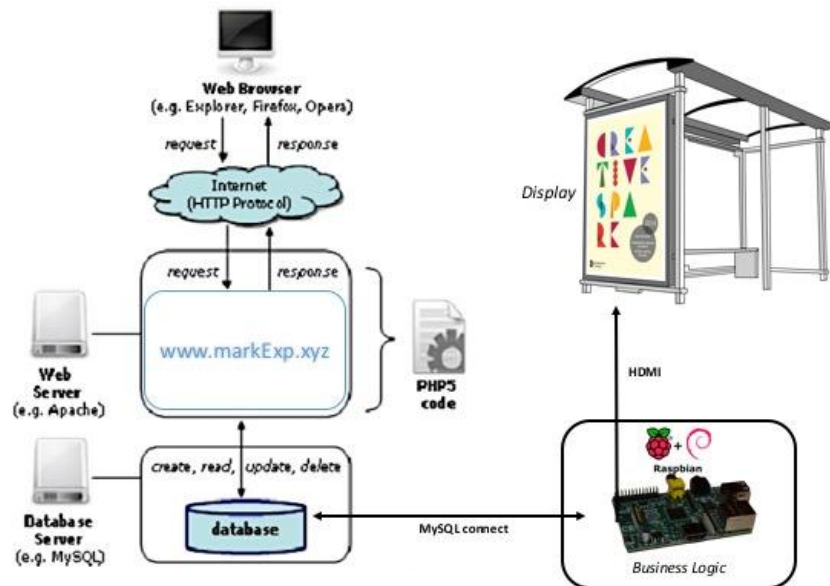 Web Browser
(e.g. Explorer, Firefox, Opera)
request response
Internet
(HTTP Protocol)
request response
www.markExp.xyz
Web
Server
(e.g. Apache)
PHP5
code
create, read, update, delete
database
Database
Server
(e.g. MySQL)
MySQL connect
Display
CREA
TIVE
SPA
RK
HDMI
+
Raspbian
Business Logic